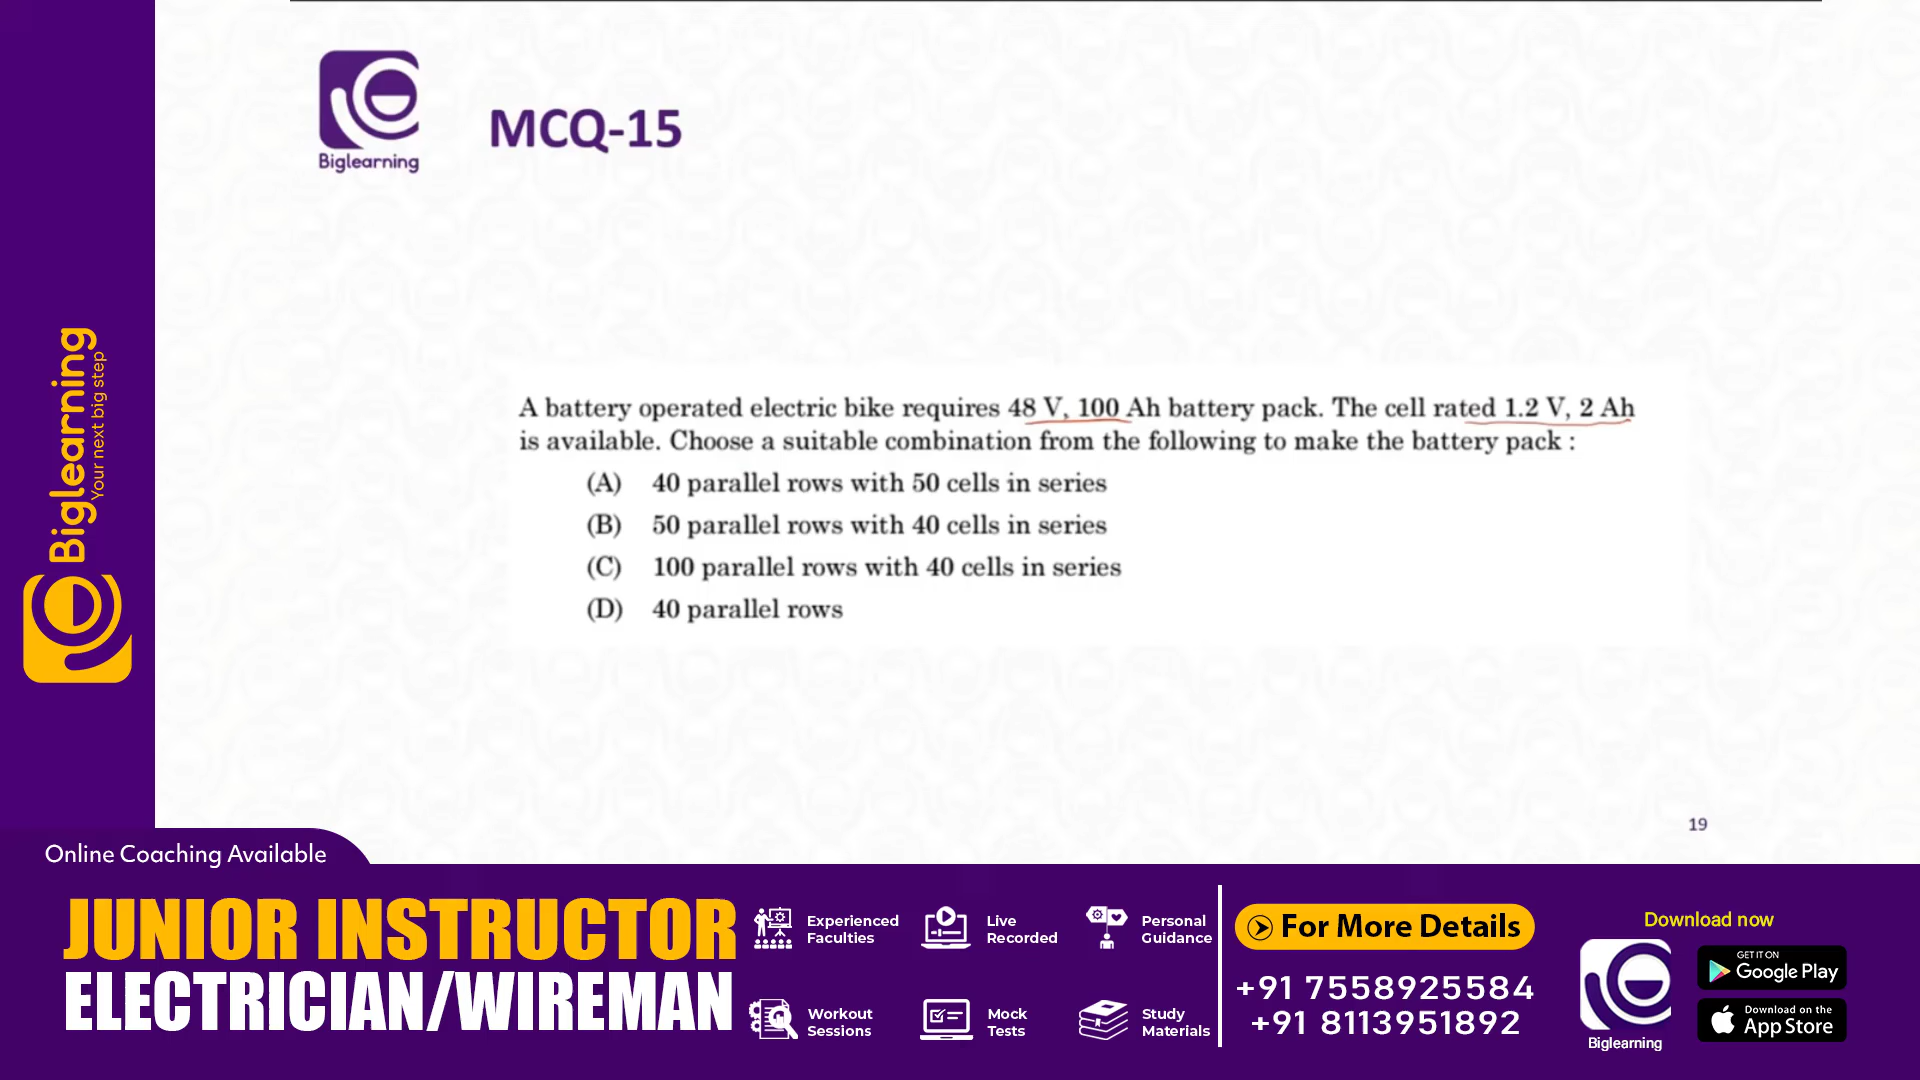 Biglearning
MCQ-15
A battery operated electric bike requires 48 V, 100 Ah battery pack. The cell rated 1.2 V, 2 Ah
is available. Choose a suitable combination from the following to make the battery pack :
(A) 40 parallel rows with 50 cells in series
(B) 50 parallel rows with 40 cells in series
(C) 100 parallel rows with 40 cells in series
(D) 40 parallel rows
19
Biglearning
Your next big step
Online Coaching Available
JUNIOR INSTRUCTOR
ELECTRICIAN/WIREMAN
Experienced
Faculties
Live
Recorded
Personal
Guidance
Workout
Sessions
Mock
Tests
Study
Materials
For More Details
+91 7558925584
+91 8113951892
Download now
Biglearning
GET IT ON
Google Play
Download on the
App Store